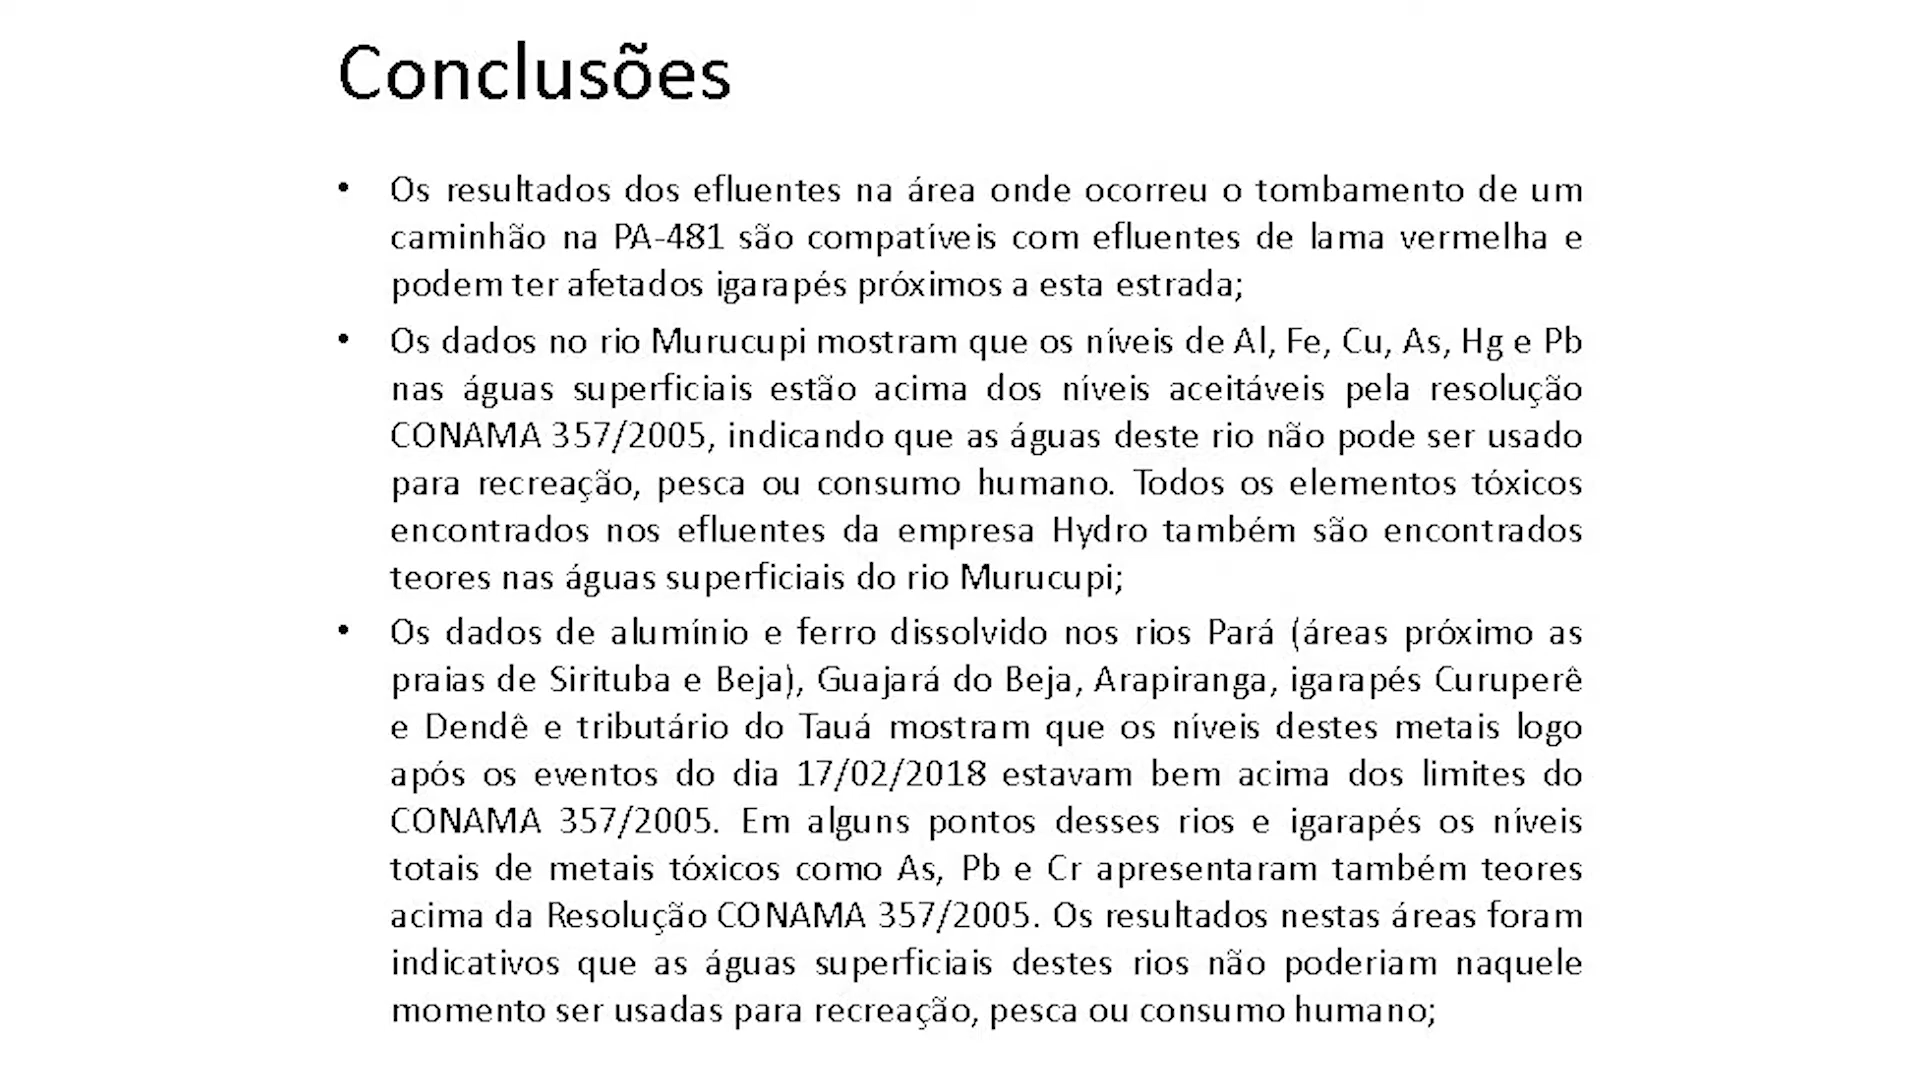 Conclusões
• Os resultados dos efluentes na área onde ocorreu o tombamento de um
caminhão na PA-481 são compatíveis com efluentes de lama vermelha e
podem ter afetados igarapés próximos a esta estrada;
• Os dados no rio Murucupi mostram que os níveis de Al, Fe, Cu, As, Hg e Pb
nas águas superficiais estão acima dos níveis aceitáveis pela resolução
CONAMA 357/2005, indicando que as águas deste rio não pode ser usado
para recreação, pesca ou consumo humano. Todos os elementos tóxicos
encontrados nos efluentes da empresa Hydro também são encontrados
teores nas águas superficiais do rio Murucupi;
• Os dados de alumínio e ferro dissolvido nos rios Pará (áreas próximo as
praias de Sirituba e Beja), Guajará do Beja, Arapiranga, igarapés Curuperê
e Dendê e tributário do Tauá mostram que os níveis destes metais logo
após os eventos do dia 17/02/2018 estavam bem acima dos limites do
CONAMA 357/2005. Em alguns pontos desses rios e igarapés os níveis
totais de metais tóxicos como As, Pb e Cr apresentaram também teores
acima da Resolução CONAMA 357/2005. Os resultados nestas áreas foram
indicativos que as águas superficiais destes rios não poderiam naquele
momento ser usadas para recreação, pesca ou consumo humano;